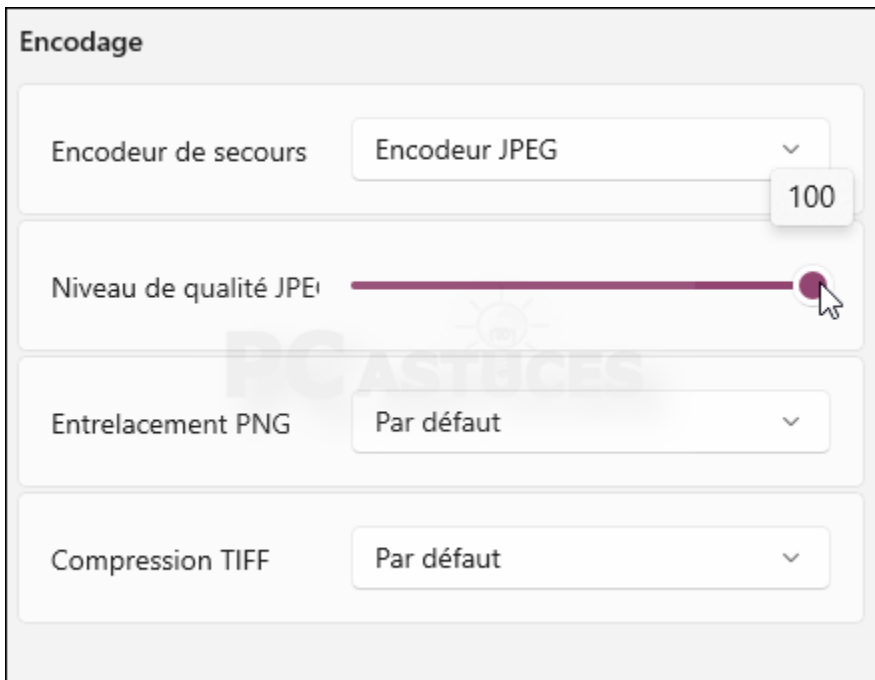 Encodage
Encodeur de secours
Encodeur JPEG
100
Niveau de qualité JPE
PC ASTUCES
Entrelacement PNG
Par défaut
Compression TIFF
Par défaut